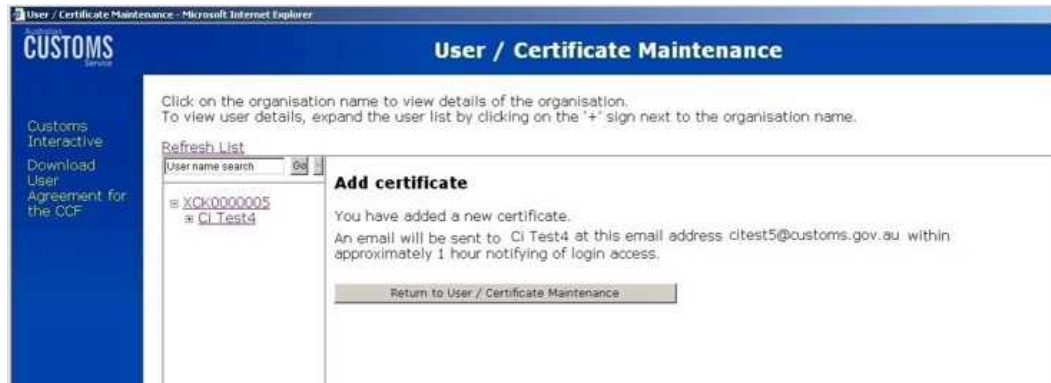 User / Certificate Maintenance - Microsoft Internet Explorer
Australian
CUSTOMS
Service
User / Certificate Maintenance
Customs
Interactive
Download
User
Agreement for
the CCF
Click on the organisation name to view details of the organisation.
To view user details, expand the user list by clicking on the '+' sign next to the organisation name.
Refresh List
User name search Go
XCK0000005
Ci Test4
Add certificate
You have added a new certificate.
An email will be sent to Ci Test4 at this email address citest5@customs.gov.au within
approximately 1 hour notifying of login access.
Return to User / Certificate Maintenance